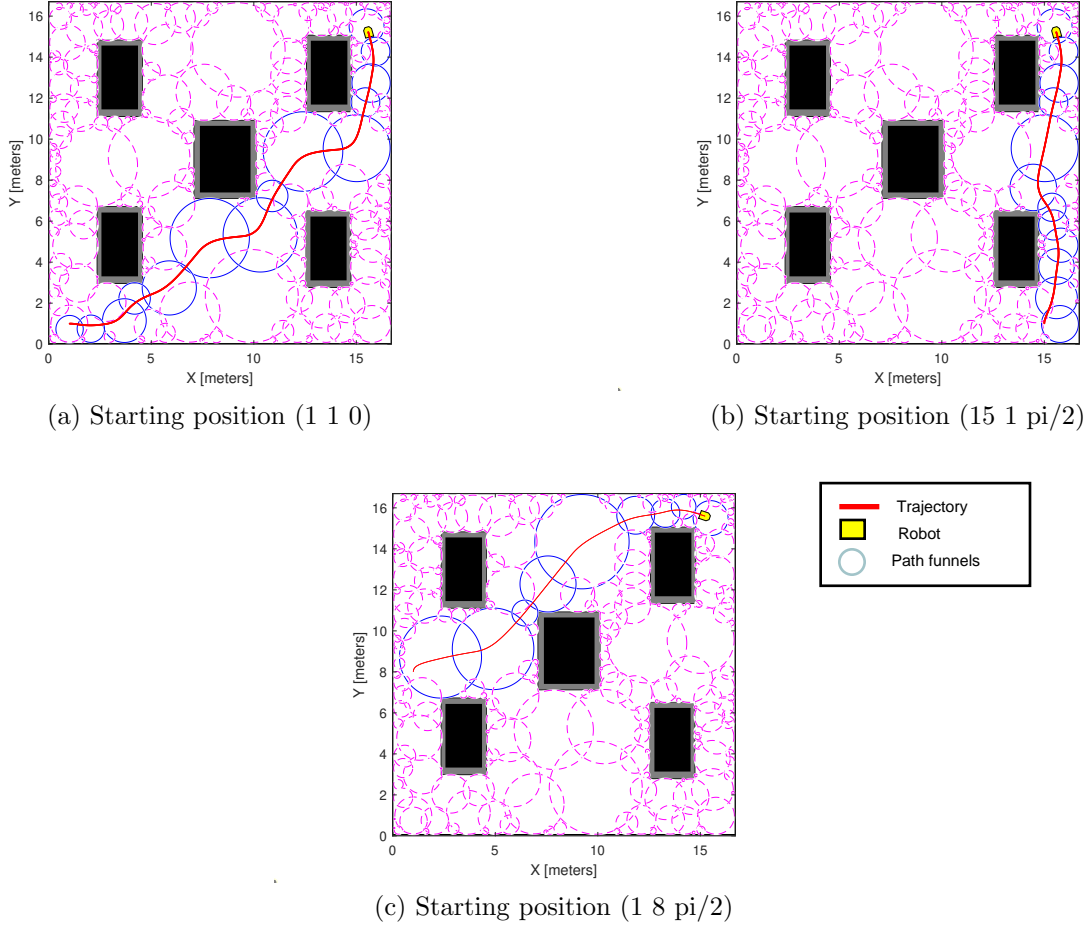 16
14
12
10
8
6
4
2
0
Y [meters]
0 5 10 15
X [meters]
(a) Starting position (1 1 0)
16
14
12
10
8
6
4
2
0
Y [meters]
0 5 10 15
X [meters]
(b) Starting position (15 1 pi/2)
16
14
12
10
8
6
4
2
0
Y [meters]
0 5 10 15
X [meters]
(c) Starting position (1 8 pi/2)
Trajectory
Robot
Path funnels